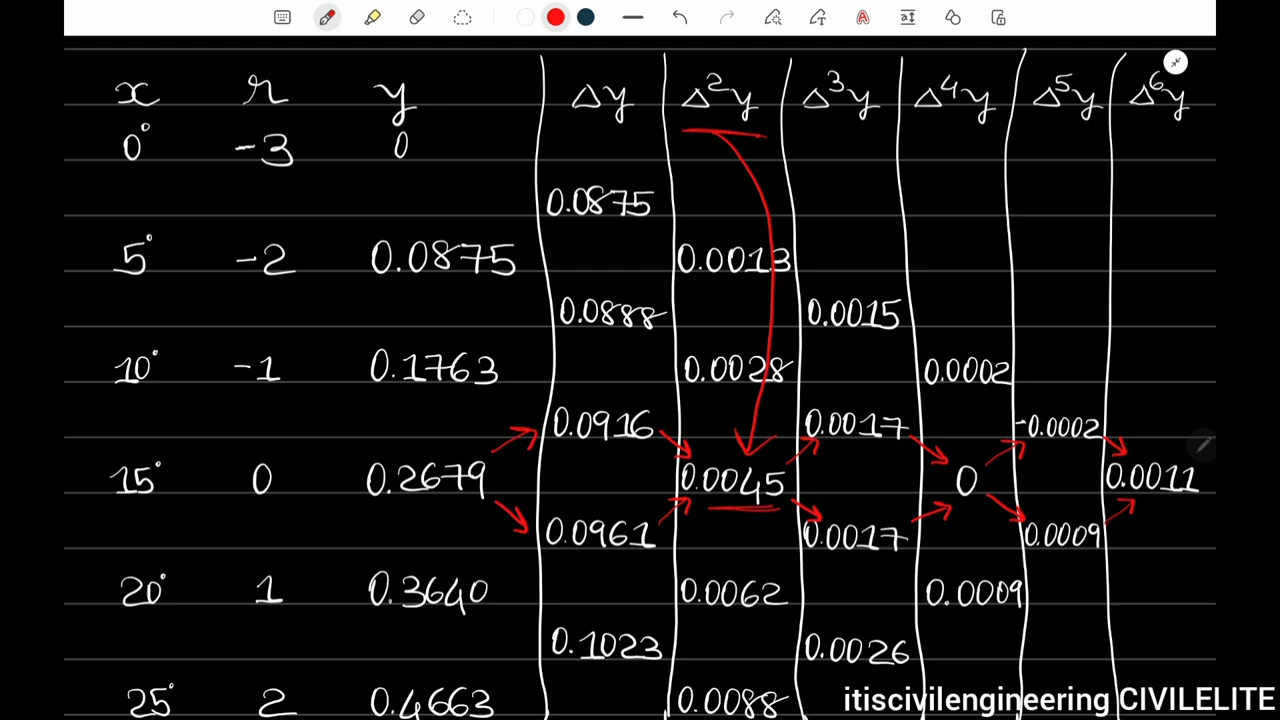 x r y Δy Δ²y Δ³y Δ⁴y Δ⁵y Δ⁶y
0° -3 0
0.0875
5° -2 0.0875 0.0013
0.0888 0.0015
10° -1 0.1763 0.0028 0.0002
0.0916 0.0017 -0.0002
15° 0 0.2679 0.0045 0 0.0011
0.0961 0.0017 0.0009
20° 1 0.3640 0.0062 0.0009
0.1023 0.0026
25° 2 0.4663 0.0088
itiscivilengineering CIVILELITE